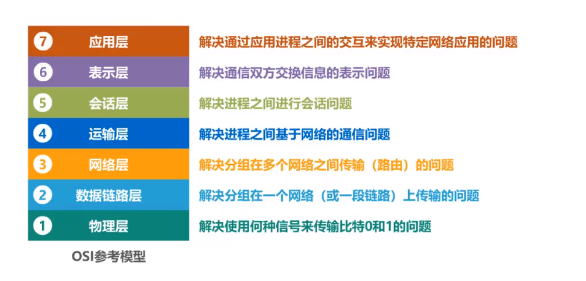 7 应用层 解决通过应用进程之间的交互来实现特定网络应用的问题
6 表示层 解决通信双方交换信息的表示问题
5 会话层 解决进程之间进行会话问题
4 运输层 解决进程之间基于网络的通信问题
3 网络层 解决分组在多个网络之间传输（路由）的问题
2 数据链路层 解决分组在一个网络（或一段链路）上传输的问题
1 物理层 解决使用何种信号来传输比特0和1的问题
OSI参考模型